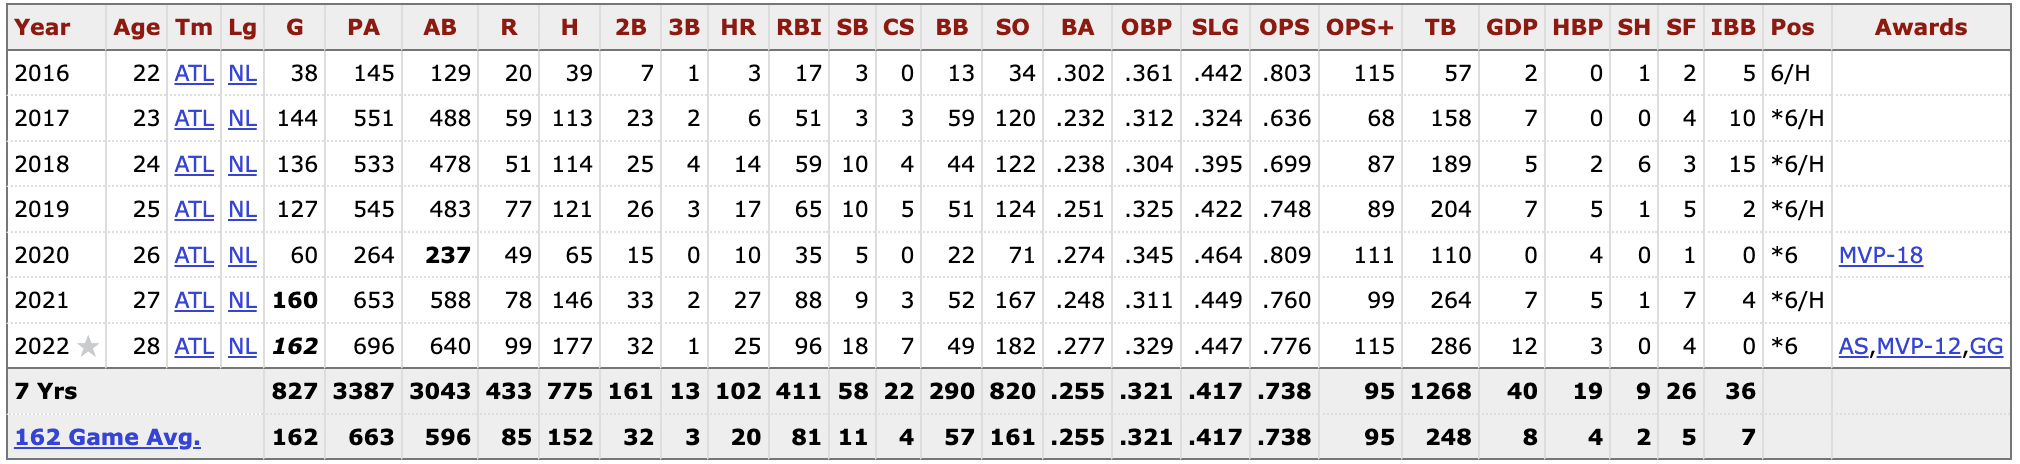 Year Age Tm Lg G PA AB R H 2B 3B HR RBI SB CS BB SO BA OBP SLG OPS OPS+ TB GDP HBP SH SF IBB Pos Awards
2016 22 ATL NL 38 145 129 20 39 7 1 3 17 3 0 13 34 .302 .361 .442 .803 115 57 2 0 1 2 5 6/H
2017 23 ATL NL 144 551 488 59 113 23 2 6 51 3 3 59 120 .232 .312 .324 .636 68 158 7 0 0 4 10 *6/H
2018 24 ATL NL 136 533 478 51 114 25 4 14 59 10 4 44 122 .238 .304 .395 .699 87 189 5 2 6 3 15 *6/H
2019 25 ATL NL 127 545 483 77 121 26 3 17 65 10 5 51 124 .251 .325 .422 .748 89 204 7 5 1 5 2 *6/H
2020 26 ATL NL 60 264 237 49 65 15 0 10 35 5 0 22 71 .274 .345 .464 .809 111 110 0 4 0 1 0 *6 MVP-18
2021 27 ATL NL 160 653 588 78 146 33 2 27 88 9 3 52 167 .248 .311 .449 .760 99 264 7 5 1 7 4 *6/H
2022 28 ATL NL 162 696 640 99 177 32 1 25 96 18 7 49 182 .277 .329 .447 .776 115 286 12 3 0 4 0 *6 AS,MVP-12,GG
7 Yrs 827 3387 3043 433 775 161 13 102 411 58 22 290 820 .255 .321 .417 .738 95 1268 40 19 9 26 36
162 Game Avg. 162 663 596 85 152 32 3 20 81 11 4 57 161 .255 .321 .417 .738 95 248 8 4 2 5 7